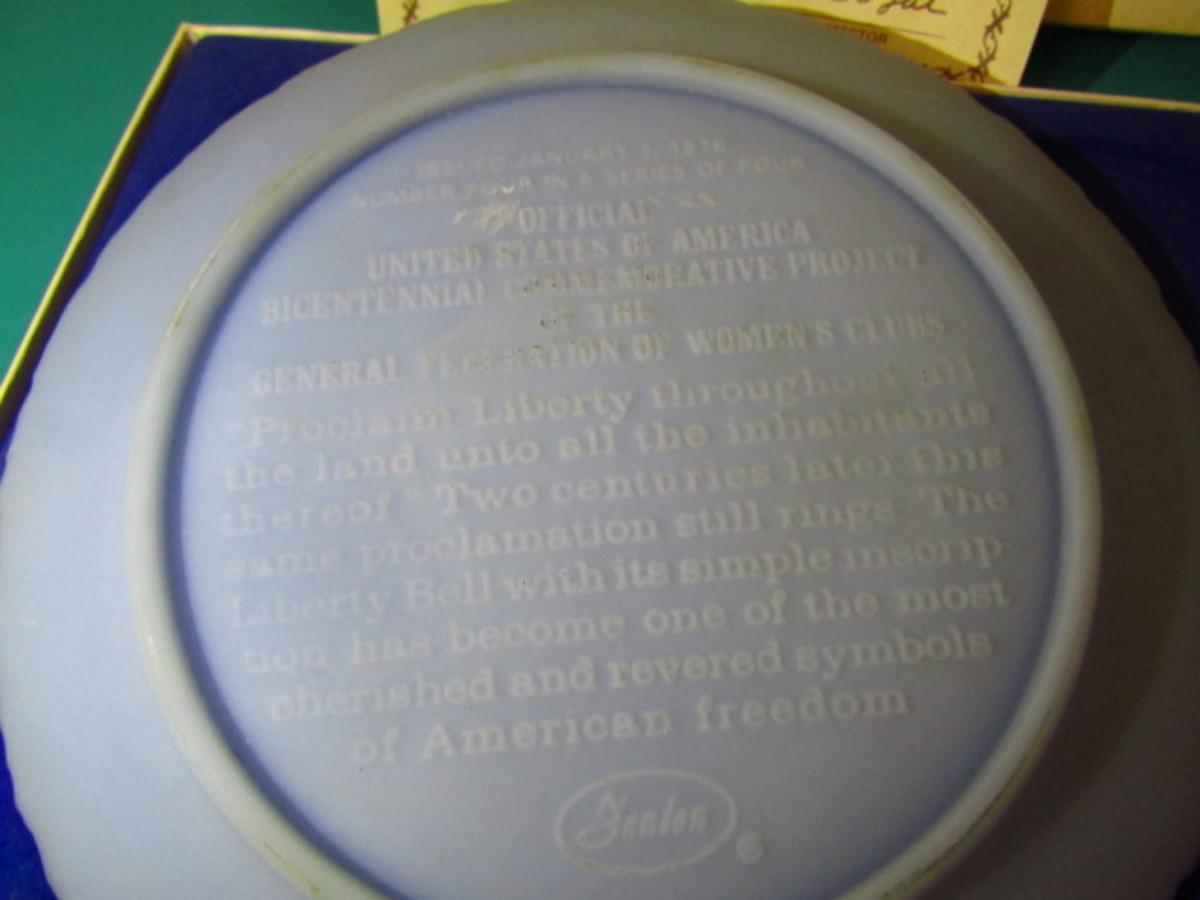 ISSUED JANUARY 1, 1976
NUMBER FOUR IN A SERIES OF FOUR
OFFICIAL
UNITED STATES OF AMERICA
BICENTENNIAL COMMEMORATIVE PROJECT
OF THE
GENERAL FEDERATION OF WOMEN'S CLUBS
"Proclaim Liberty throughout all
the land unto all the inhabitants
thereof" Two centuries later this
same proclamation still rings. The
Liberty Bell with its simple inscrip-
tion has become one of the most
cherished and revered symbols
of American freedom
Fenton
®